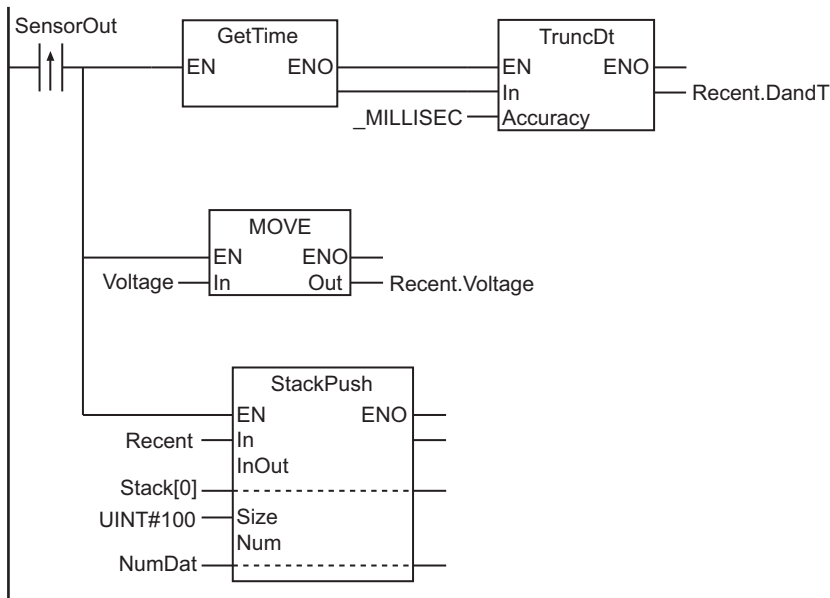 SensorOut
GetTime
EN ENO
TruncDt
EN ENO
In Recent.DandT
_MILLISEC Accuracy
MOVE
EN ENO
Voltage In Out Recent.Voltage
StackPush
EN ENO
Recent In
InOut
Stack[0]
UINT#100 Size
Num
NumDat